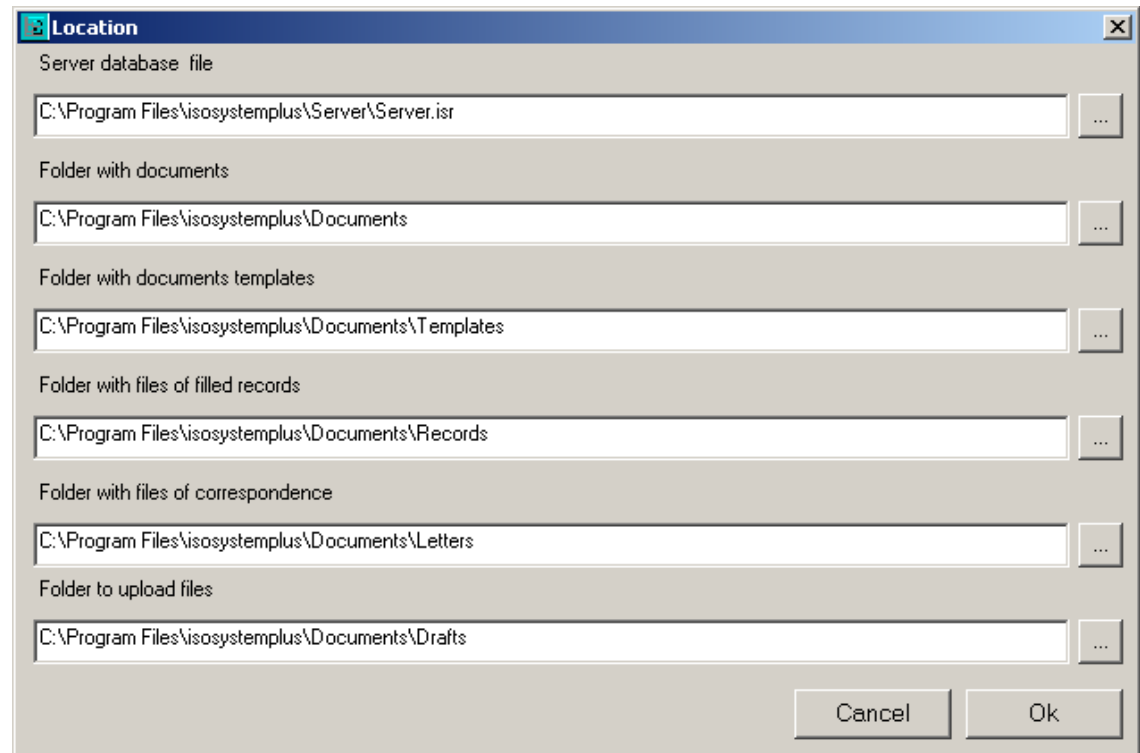 Location
Server database  file
C:\Program Files\isosystemplus\Server\Server.isr
...
Folder with documents
C:\Program Files\isosystemplus\Documents
...
Folder with documents templates
C:\Program Files\isosystemplus\Documents\Templates
...
Folder with files of filled records
C:\Program Files\isosystemplus\Documents\Records
...
Folder with files of correspondence
C:\Program Files\isosystemplus\Documents\Letters
...
Folder to upload files
C:\Program Files\isosystemplus\Documents\Drafts
...
Cancel Ok